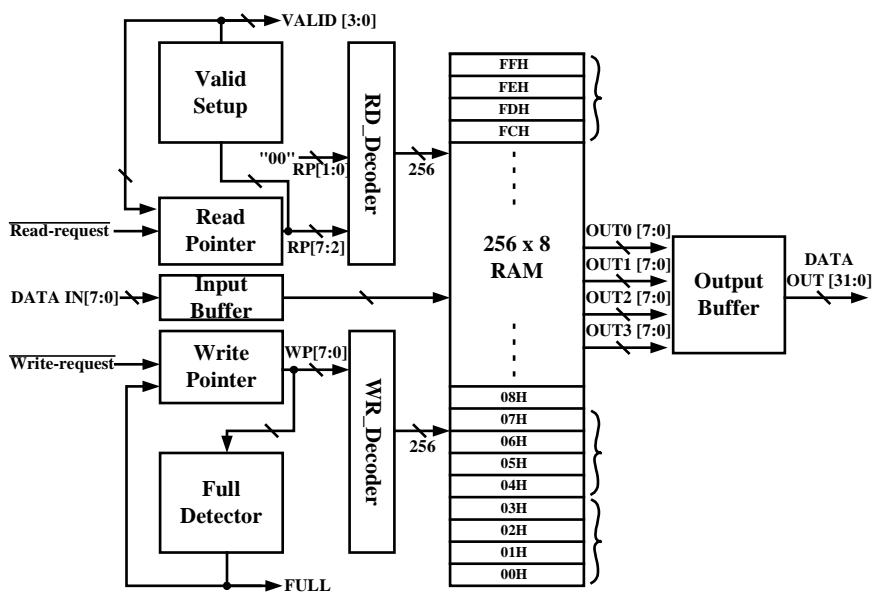 VALID [3:0]
Valid
Setup
RD_Decoder
"00"
RP[1:0]
256
Read-request
Read
Pointer
RP[7:2]
DATA IN[7:0]
Input
Buffer
Write-request
Write
Pointer
WP[7:0]
WR_Decoder
256
Full
Detector
FULL
FFH
FEH
FDH
FCH
256 x 8
RAM
08H
07H
06H
05H
04H
03H
02H
01H
00H
OUT0 [7:0]
OUT1 [7:0]
OUT2 [7:0]
OUT3 [7:0]
Output
Buffer
DATA
OUT [31:0]